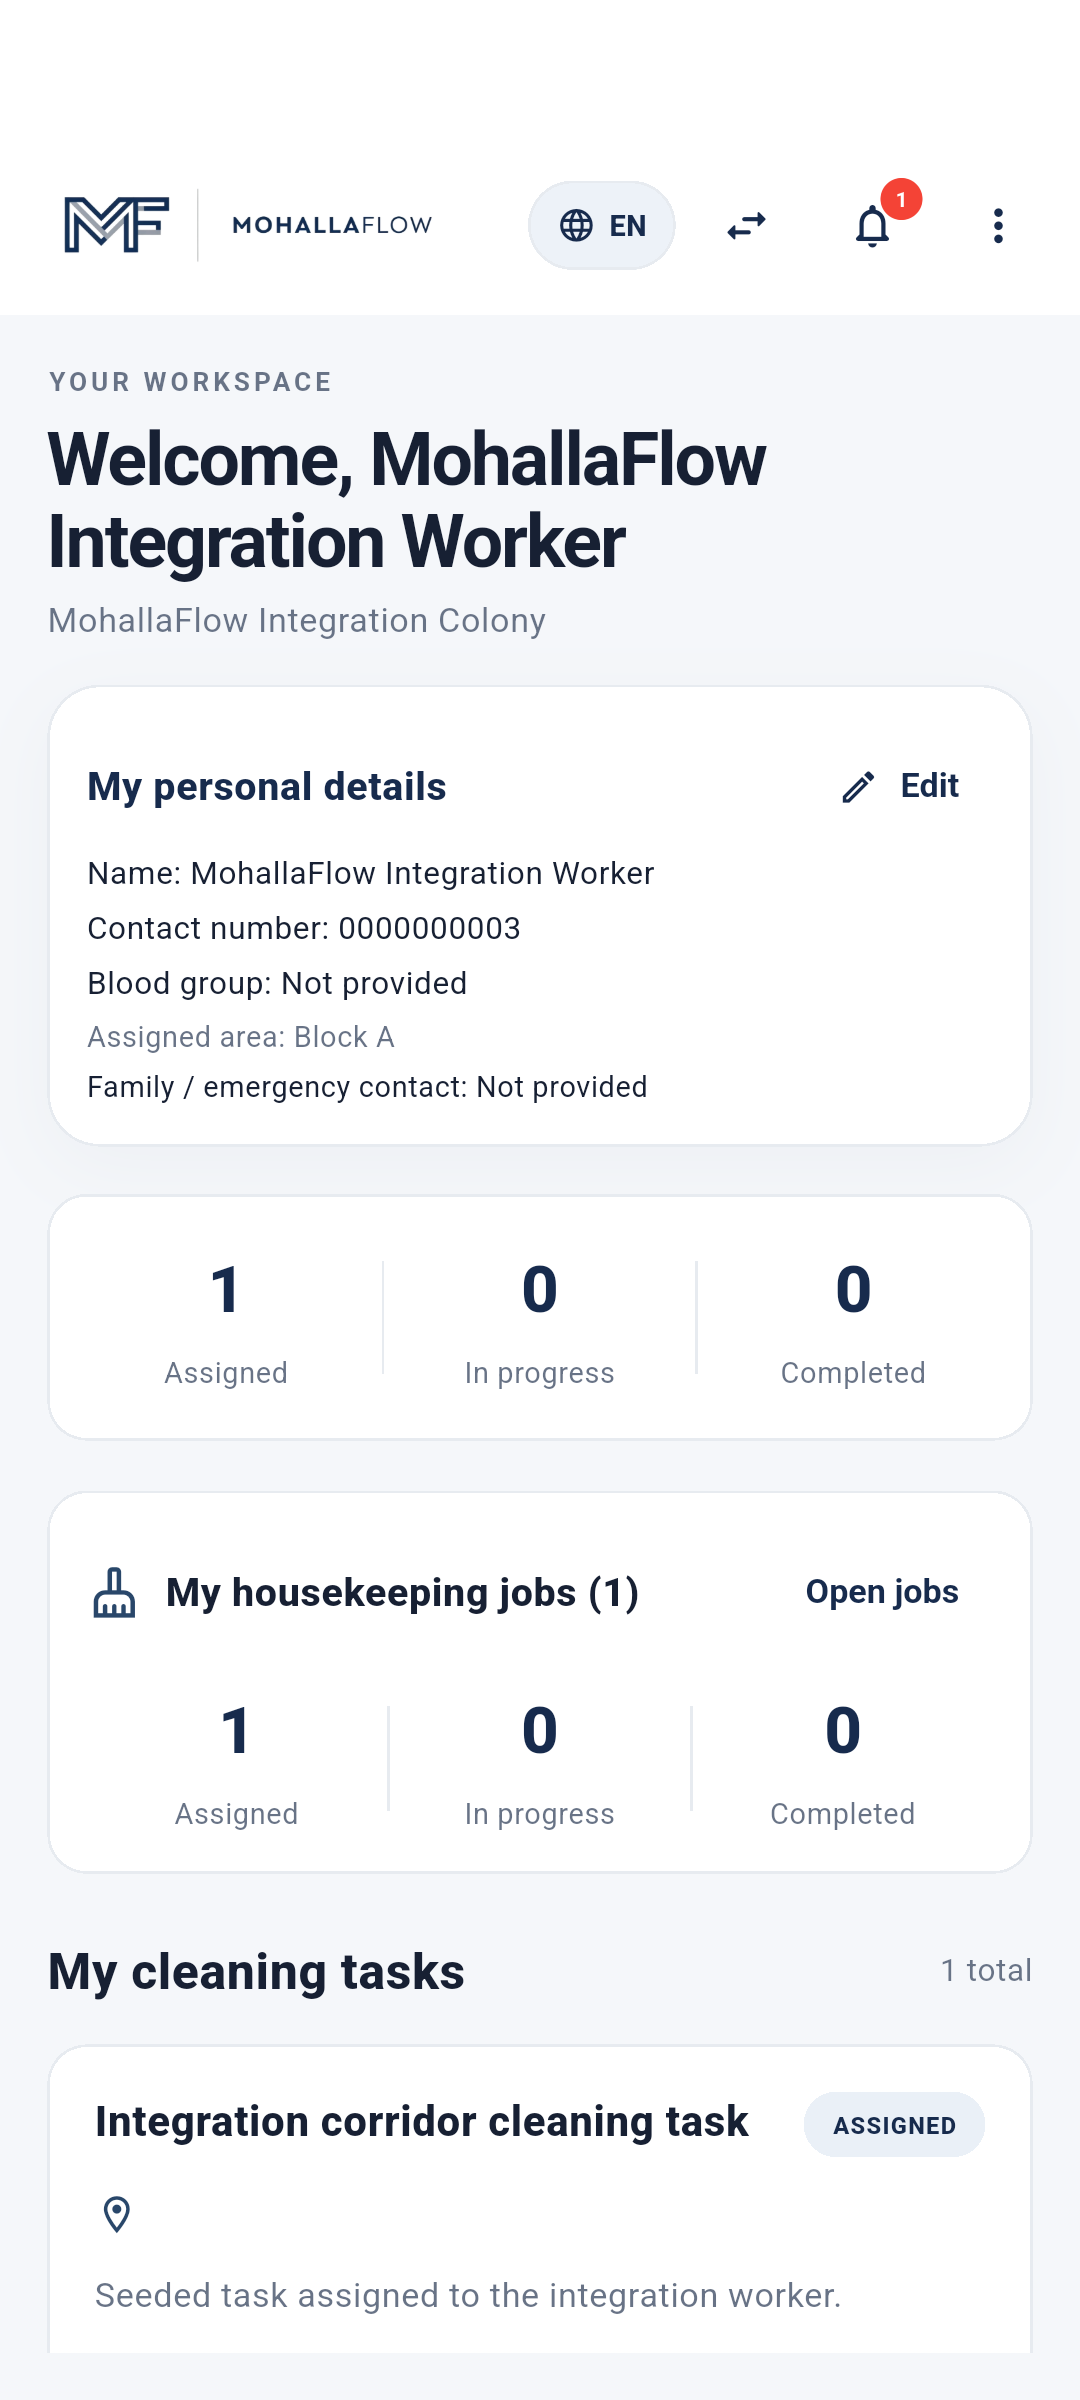 MF
MOHALLAFLOW
EN
1
YOUR WORKSPACE
Welcome, MohallaFlow
Integration Worker
MohallaFlow Integration Colony
My personal details
Edit
Name: MohallaFlow Integration Worker
Contact number: 0000000003
Blood group: Not provided
Assigned area: Block A
Family / emergency contact: Not provided
1 0 0
Assigned In progress Completed
My housekeeping jobs (1)
Open jobs
1 0 0
Assigned In progress Completed
My cleaning tasks
1 total
Integration corridor cleaning task
ASSIGNED
Seeded task assigned to the integration worker.